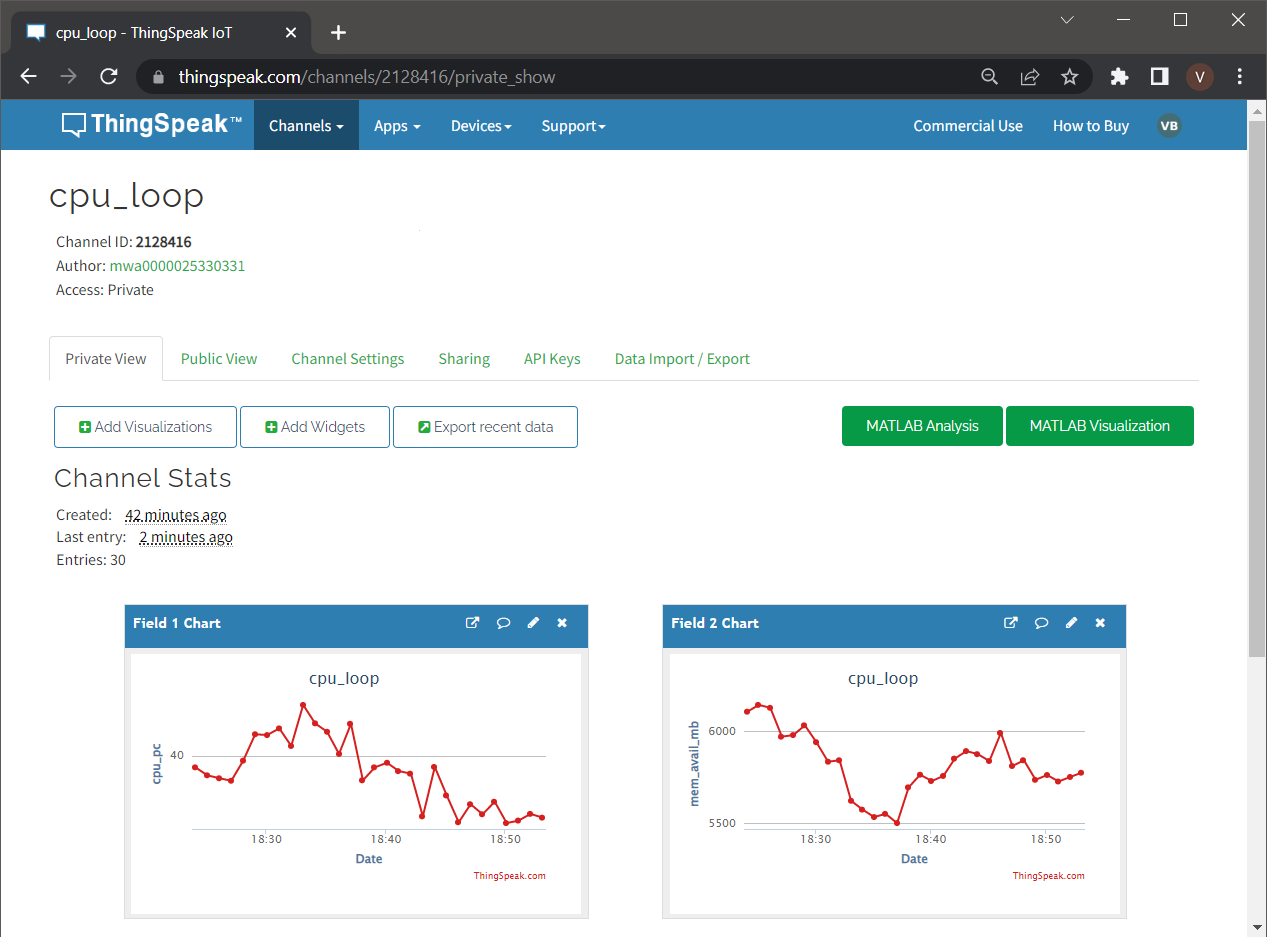 cpu_loop - ThingSpeak IoT
thingspeak.com/channels/2128416/private_show
V
ThingSpeak™ Channels Apps Devices Support Commercial Use How to Buy VB
cpu_loop
Channel ID: 2128416
Author: mwa0000025330331
Access: Private
Private View Public View Channel Settings Sharing API Keys Data Import / Export
Add Visualizations Add Widgets Export recent data MATLAB Analysis MATLAB Visualization
Channel Stats
Created: 42 minutes ago
Last entry: 2 minutes ago
Entries: 30
Field 1 Chart
cpu_loop
cpu_pc
40
18:30 18:40 18:50
Date
ThingSpeak.com
Field 2 Chart
cpu_loop
mem_avail_mb
6000
5500
18:30 18:40 18:50
Date
ThingSpeak.com